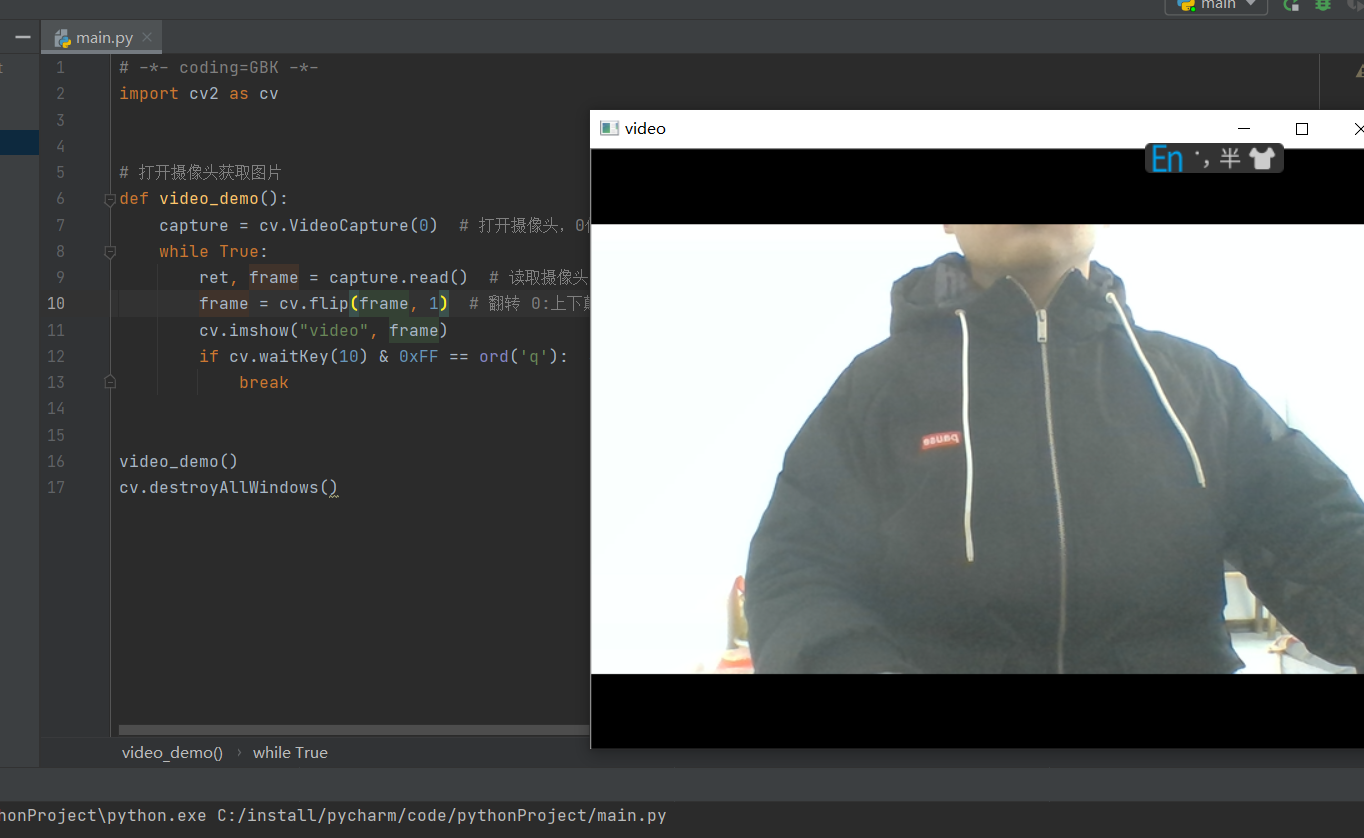 main
main.py
1 # -*- coding=GBK -*-
2 import cv2 as cv
3
4
5 # 打开摄像头获取图片
6 def video_demo():
7 capture = cv.VideoCapture(0) # 打开摄像头，0
8 while True:
9 ret, frame = capture.read() # 读取摄像头
10 frame = cv.flip(frame, 1) # 翻转 0:上下
11 cv.imshow("video", frame)
12 if cv.waitKey(10) & 0xFF == ord('q'):
13 break
14
15
16 video_demo()
17 cv.destroyAllWindows()
video
En ·, 半
pause
video_demo() › while True
honProject\python.exe C:/install/pycharm/code/pythonProject/main.py